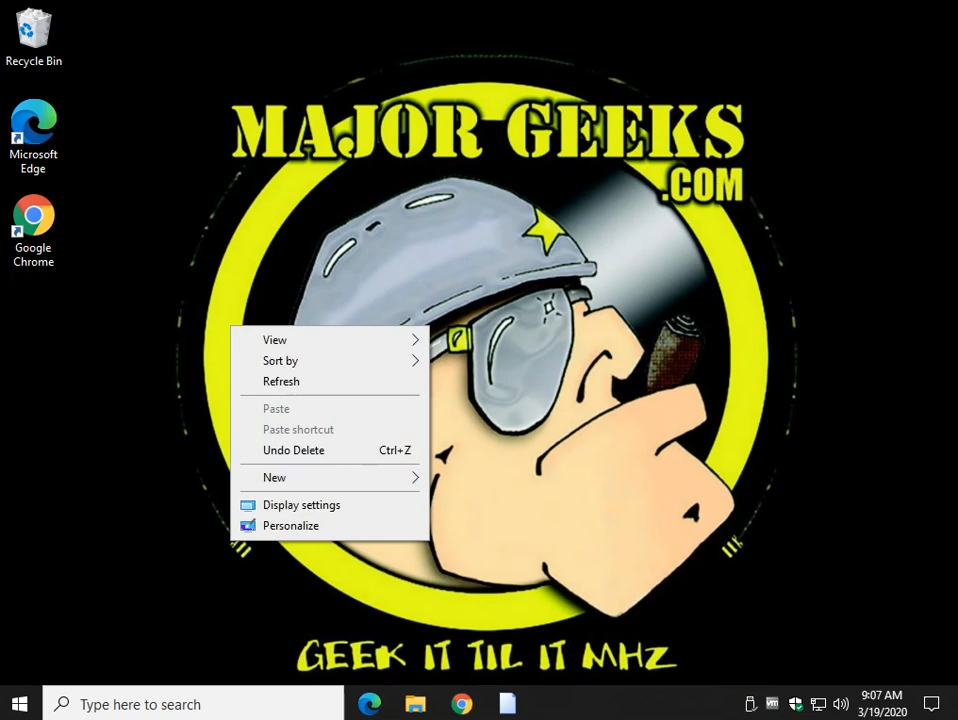 Recycle Bin
Microsoft
Edge
Google
Chrome
MAJOR GEEKS
.COM
View
Sort by
Refresh
Paste
Paste shortcut
Undo Delete Ctrl+Z
New
Display settings
Personalize
GEEK IT TIL IT MHZ
Type here to search
vm
9:07 AM
3/19/2020